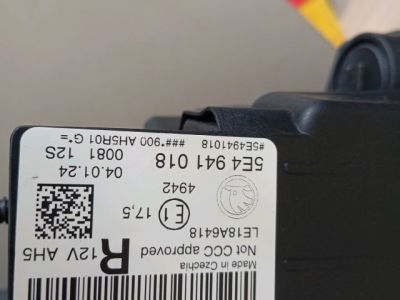 R 12V AH5
Not CCC approved
Made in Czechia
LE18A6418
E1 17,5
4942
04.01.24
5E4 941 018
0081 12S
###*900 AH5R01 G*=
#5E4941018